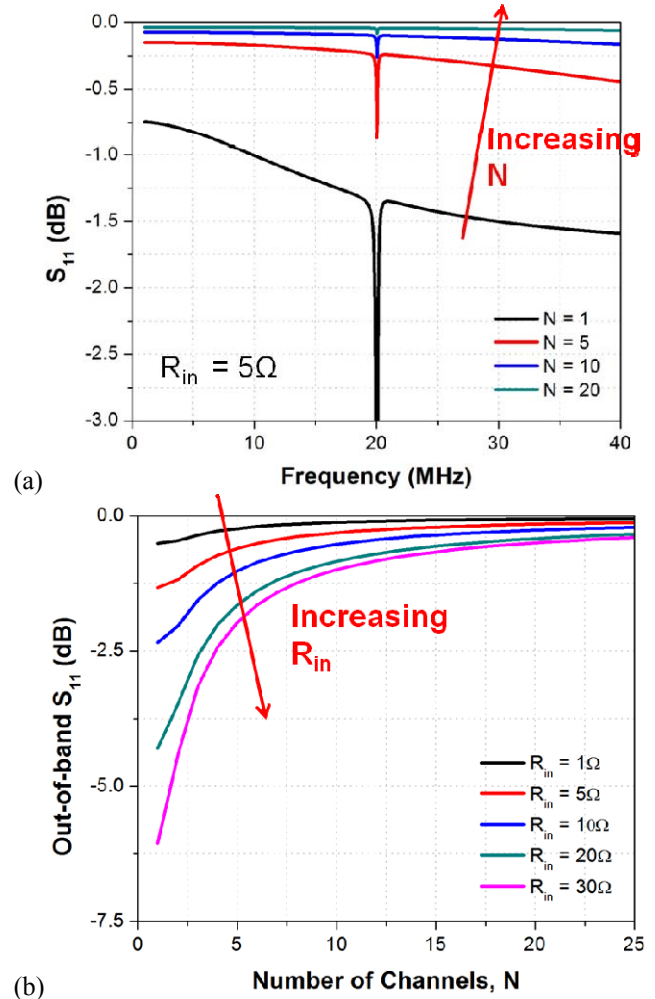 0.0
-0.5
-1.0
-1.5
-2.0
-2.5
-3.0
S11 (dB)
Increasing
N
N = 1
N = 5
N = 10
N = 20
Rin = 5Ω
0 10 20 30 40
Frequency (MHz)
(a)
0.0
-2.5
-5.0
-7.5
Out-of-band S11 (dB)
Increasing
Rin
Rin = 1Ω
Rin = 5Ω
Rin = 10Ω
Rin = 20Ω
Rin = 30Ω
0 5 10 15 20 25
Number of Channels, N
(b)